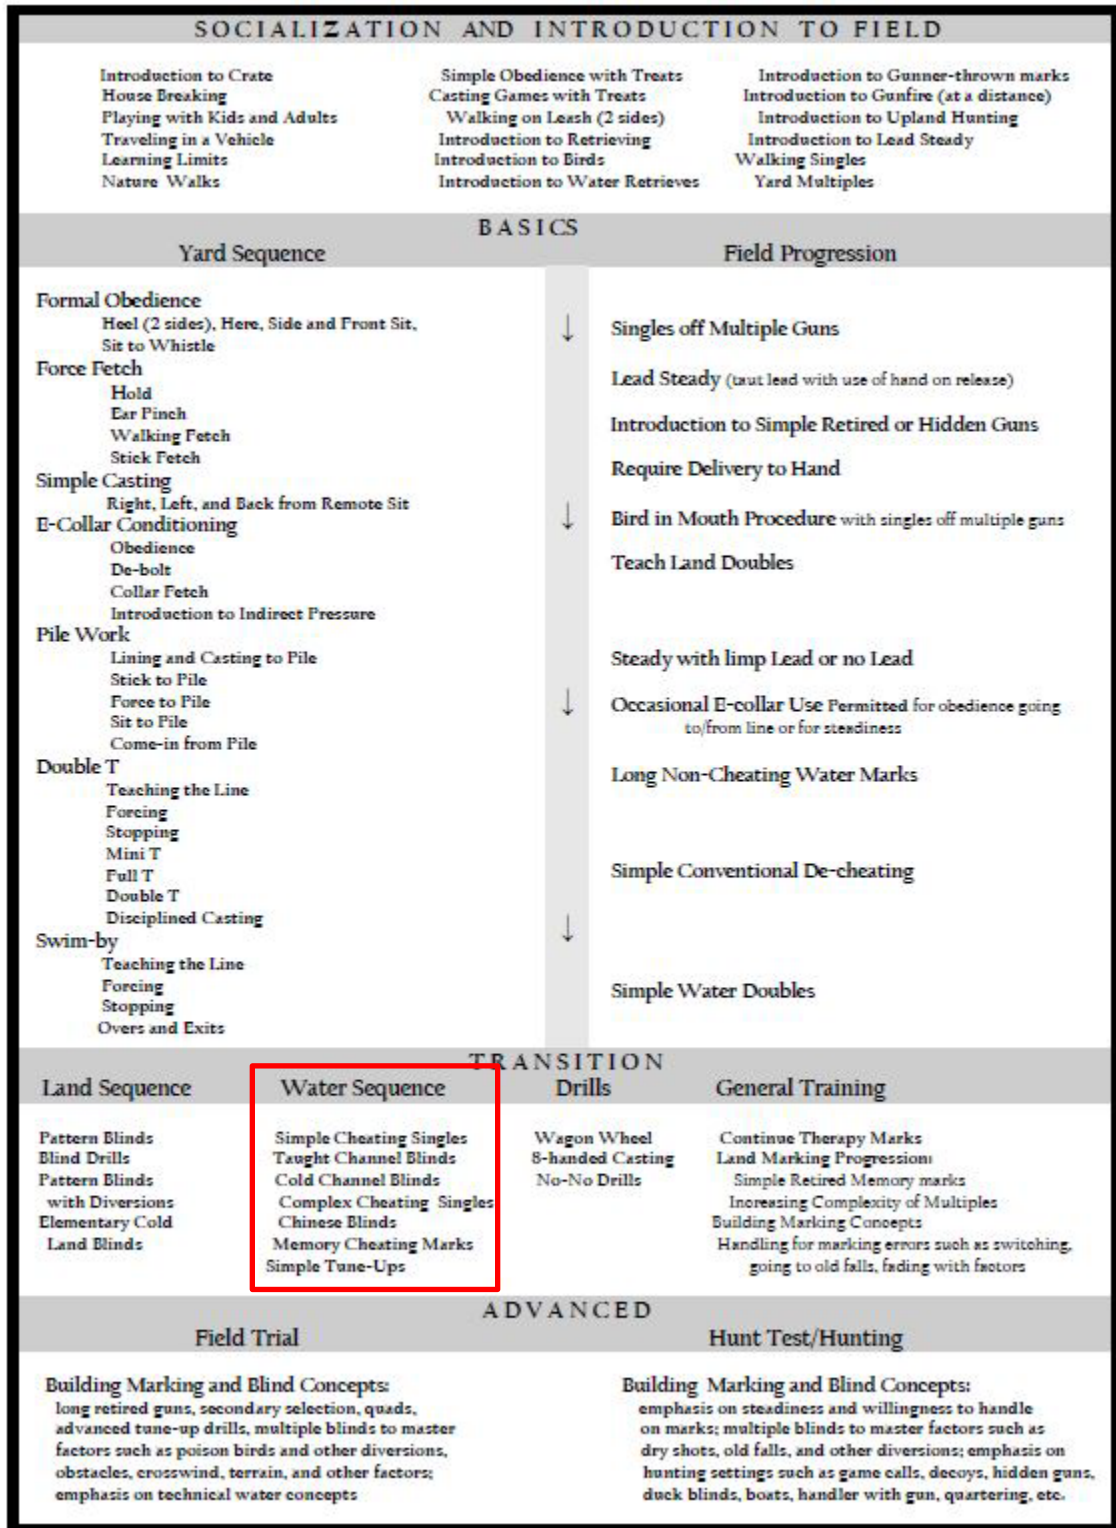 SOCIALIZATION AND INTRODUCTION TO FIELD
Introduction to Crate
House Breaking
Playing with Kids and Adults
Traveling in a Vehicle
Learning Limits
Nature Walks
Simple Obedience with Treats
Casting Games with Treats
Walking on Leash (2 sides)
Introduction to Retrieving
Introduction to Birds
Introduction to Water Retrieves
Introduction to Gunner-thrown marks
Introduction to Gunfire (at a distance)
Introduction to Upland Hunting
Introduction to Lead Steady
Walking Singles
Yard Multiples
BASICS
Yard Sequence
Formal Obedience
Heel (2 sides), Here, Side and Front Sit,
Sit to Whistle
Force Fetch
Hold
Ear Pinch
Walking Fetch
Stick Fetch
Simple Casting
Right, Left, and Back from Remote Sit
E-Collar Conditioning
Obedience
De-bolt
Collar Fetch
Introduction to Indirect Pressure
Pile Work
Lining and Casting to Pile
Stick to Pile
Force to Pile
Sit to Pile
Come-in from Pile
Double T
Teaching the Line
Forcing
Stopping
Mini T
Full T
Double T
Disciplined Casting
Swim-by
Teaching the Line
Forcing
Stopping
Overs and Exits
↓
↓
↓
↓
Field Progression
Singles off Multiple Guns
Lead Steady (taut lead with use of hand on release)
Introduction to Simple Retired or Hidden Guns
Require Delivery to Hand
Bird in Mouth Procedure with singles off multiple guns
Teach Land Doubles
Steady with limp Lead or no Lead
Occasional E-collar Use Permitted for obedience going
to/from line or for steadiness
Long Non-Cheating Water Marks
Simple Conventional De-cheating
Simple Water Doubles
TRANSITION
Land Sequence
Pattern Blinds
Blind Drills
Pattern Blinds
with Diversions
Elementary Cold
Land Blinds
Water Sequence
Simple Cheating Singles
Taught Channel Blinds
Cold Channel Blinds
Complex Cheating Singles
Chinese Blinds
Memory Cheating Marks
Simple Tune-Ups
Drills
Wagon Wheel
8-handed Casting
No-No Drills
General Training
Continue Therapy Marks
Land Marking Progression:
Simple Retired Memory marks
Increasing Complexity of Multiples
Building Marking Concepts
Handling for marking errors such as switching,
going to old falls, fading with factors
ADVANCED
Field Trial
Building Marking and Blind Concepts:
long retired guns, secondary selection, quads,
advanced tune-up drills, multiple blinds to master
factors such as poison birds and other diversions,
obstacles, crosswind, terrain, and other factors;
emphasis on technical water concepts
Hunt Test/Hunting
Building Marking and Blind Concepts:
emphasis on steadiness and willingness to handle
on marks; multiple blinds to master factors such as
dry shots, old falls, and other diversions; emphasis on
hunting settings such as game calls, decoys, hidden guns,
duck blinds, boats, handler with gun, quartering, etc.